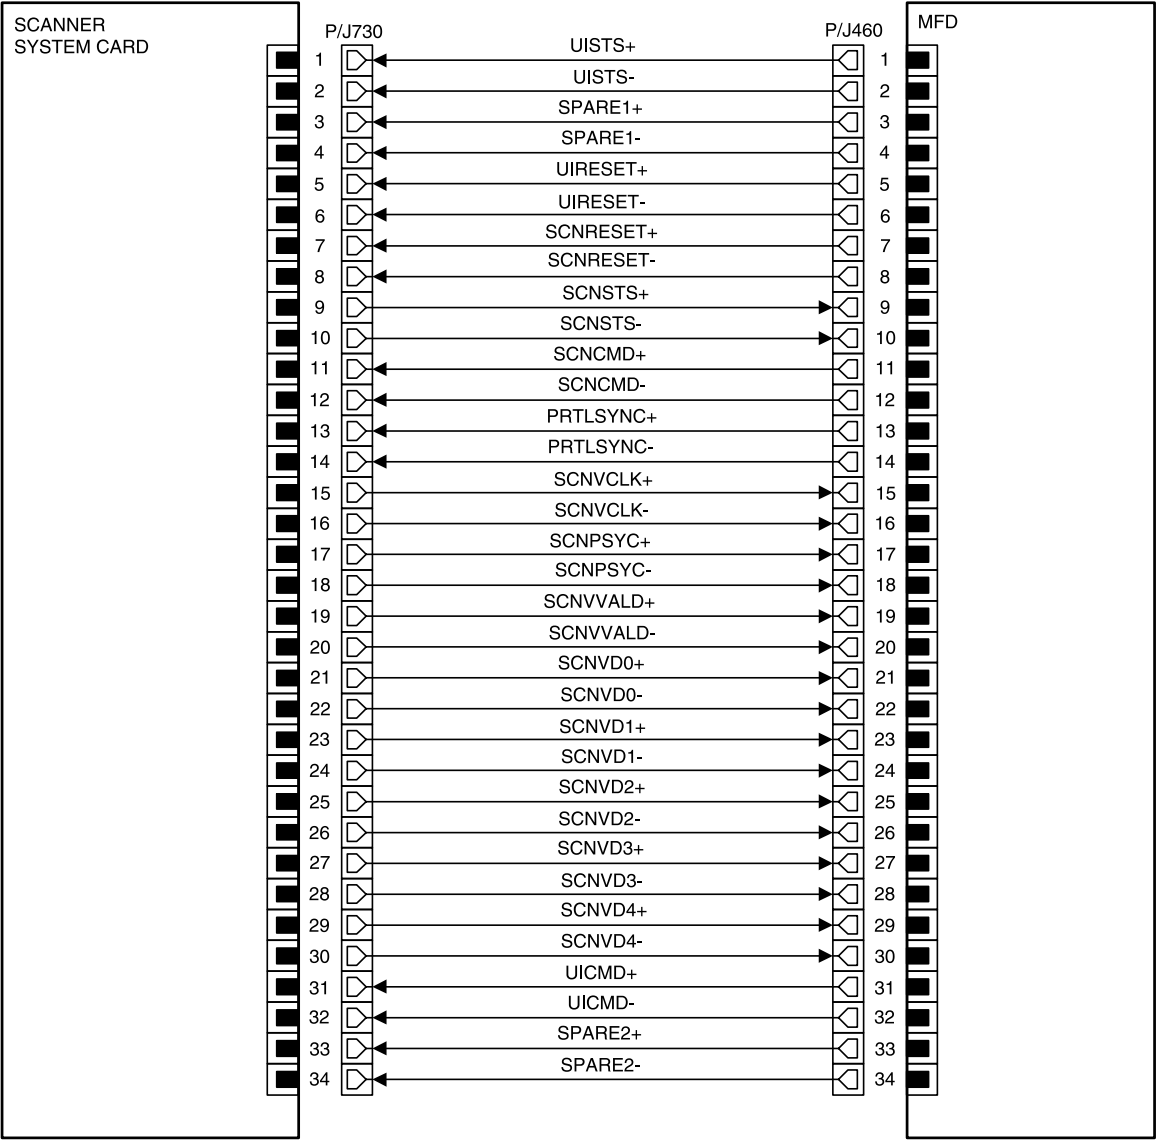 SCANNER
SYSTEM CARD
P/J730
P/J460
MFD
1 UISTS+ 1
2 UISTS- 2
3 SPARE1+ 3
4 SPARE1- 4
5 UIRESET+ 5
6 UIRESET- 6
7 SCNRESET+ 7
8 SCNRESET- 8
9 SCNSTS+ 9
10 SCNSTS- 10
11 SCNCMD+ 11
12 SCNCMD- 12
13 PRTLSYNC+ 13
14 PRTLSYNC- 14
15 SCNVCLK+ 15
16 SCNVCLK- 16
17 SCNPSYC+ 17
18 SCNPSYC- 18
19 SCNVVALD+ 19
20 SCNVVALD- 20
21 SCNVD0+ 21
22 SCNVD0- 22
23 SCNVD1+ 23
24 SCNVD1- 24
25 SCNVD2+ 25
26 SCNVD2- 26
27 SCNVD3+ 27
28 SCNVD3- 28
29 SCNVD4+ 29
30 SCNVD4- 30
31 UICMD+ 31
32 UICMD- 32
33 SPARE2+ 33
34 SPARE2- 34